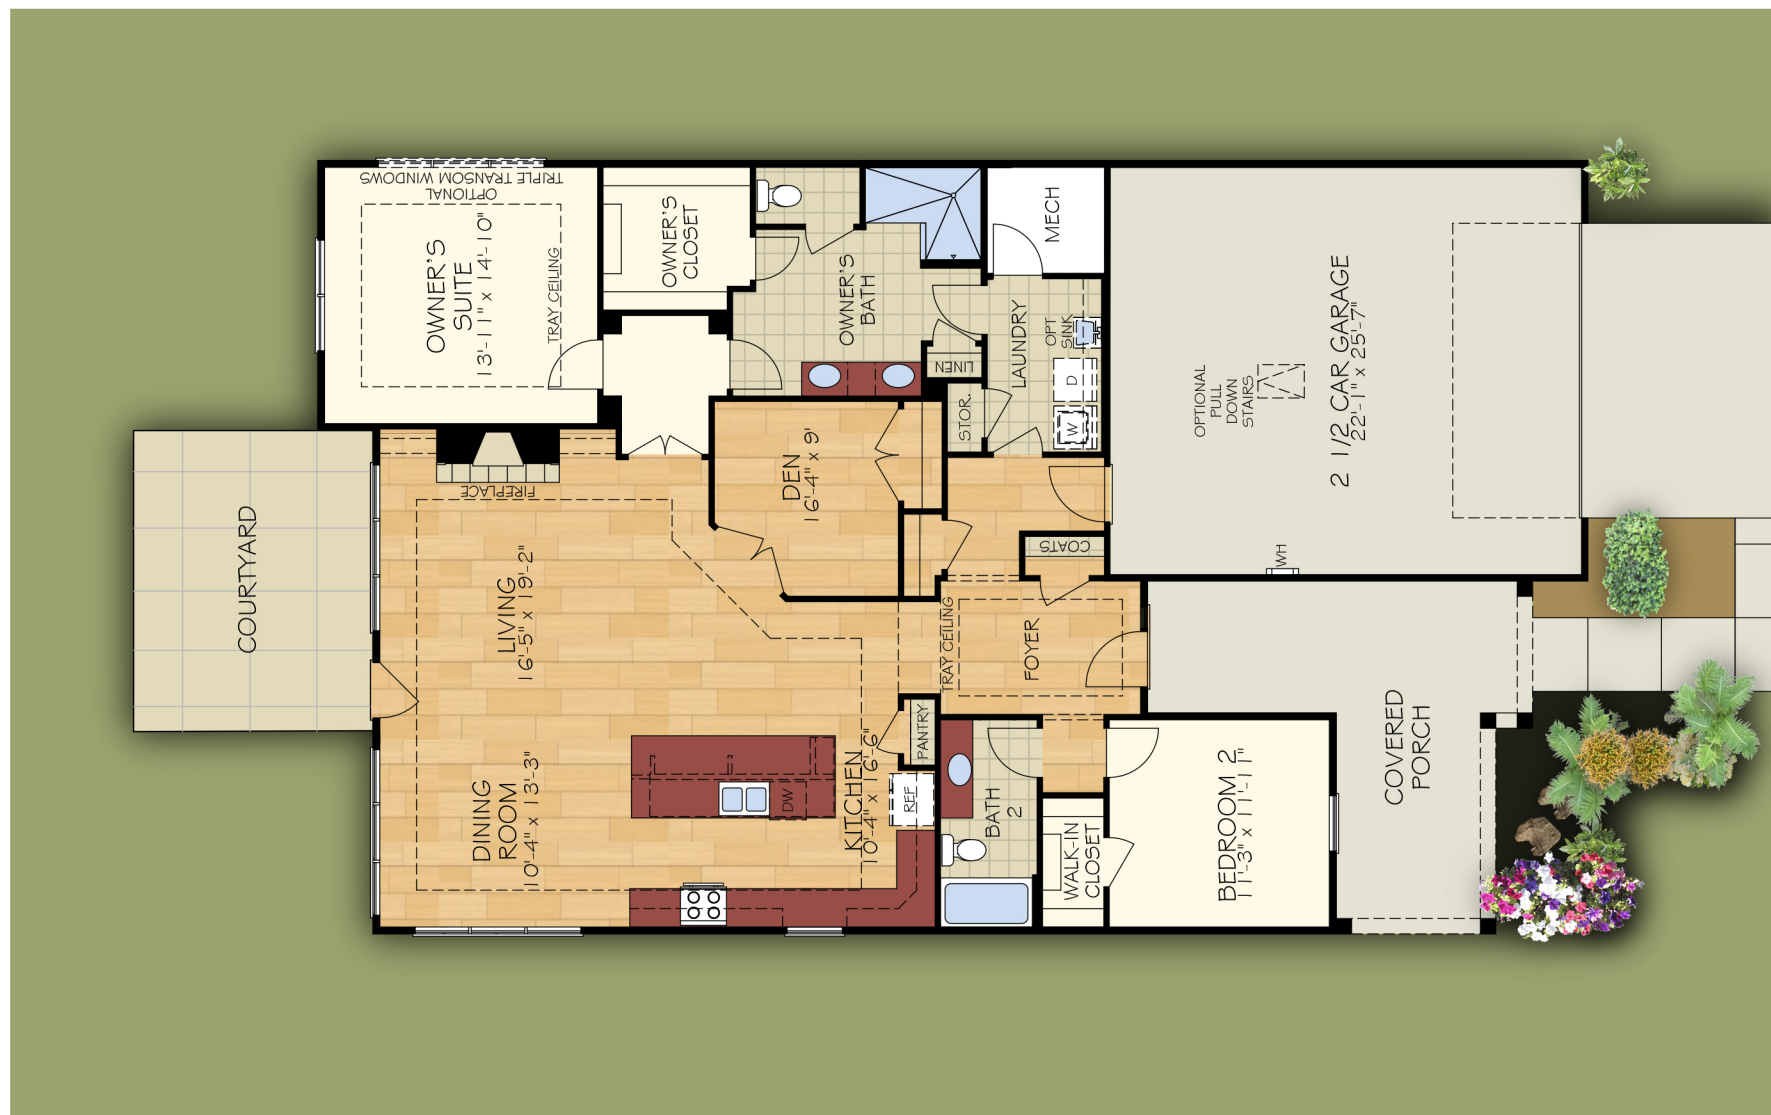 OPTIONAL
TRIPLE TRANSOM WINDOWS
OWNER'S
SUITE
13'-11" x 14'-10"
TRAY CEILING
OWNER'S
CLOSET
OWNER'S
BATH
MECH
LAUNDRY
OPT
SINK
D
W
LINEN
STOR.
OPTIONAL
PULL
DOWN
STAIRS
2 1/2 CAR GARAGE
22'-1" x 25'-7"
WH
COURTYARD
FIREPLACE
LIVING
16'-5" x 19'-2"
DEN
16'-4" x 9'
COATS
TRAY CEILING
FOYER
DINING
ROOM
10'-4" x 13'-3"
DW
KITCHEN
10'-4" x 16'-6"
PANTRY
REF
BATH
2
WALK-IN
CLOSET
BEDROOM 2
11'-3" x 11'-11"
COVERED
PORCH